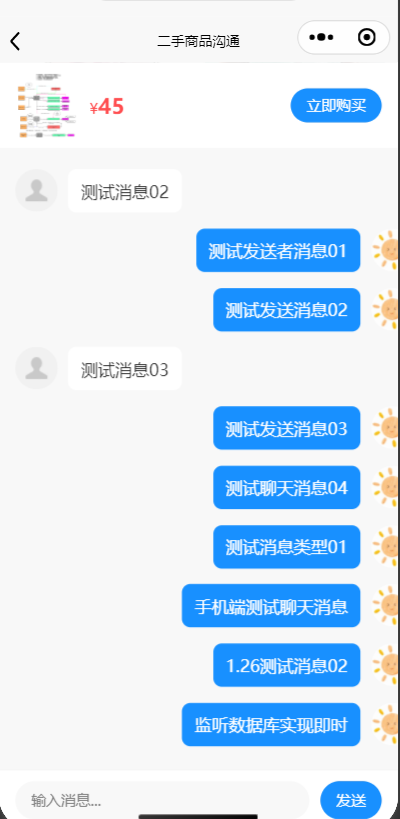 二手商品沟通
¥45
立即购买
测试消息02
测试发送者消息01
测试发送消息02
测试消息03
测试发送消息03
测试聊天消息04
测试消息类型01
手机端测试聊天消息
1.26测试消息02
监听数据库实现即时
输入消息...
发送